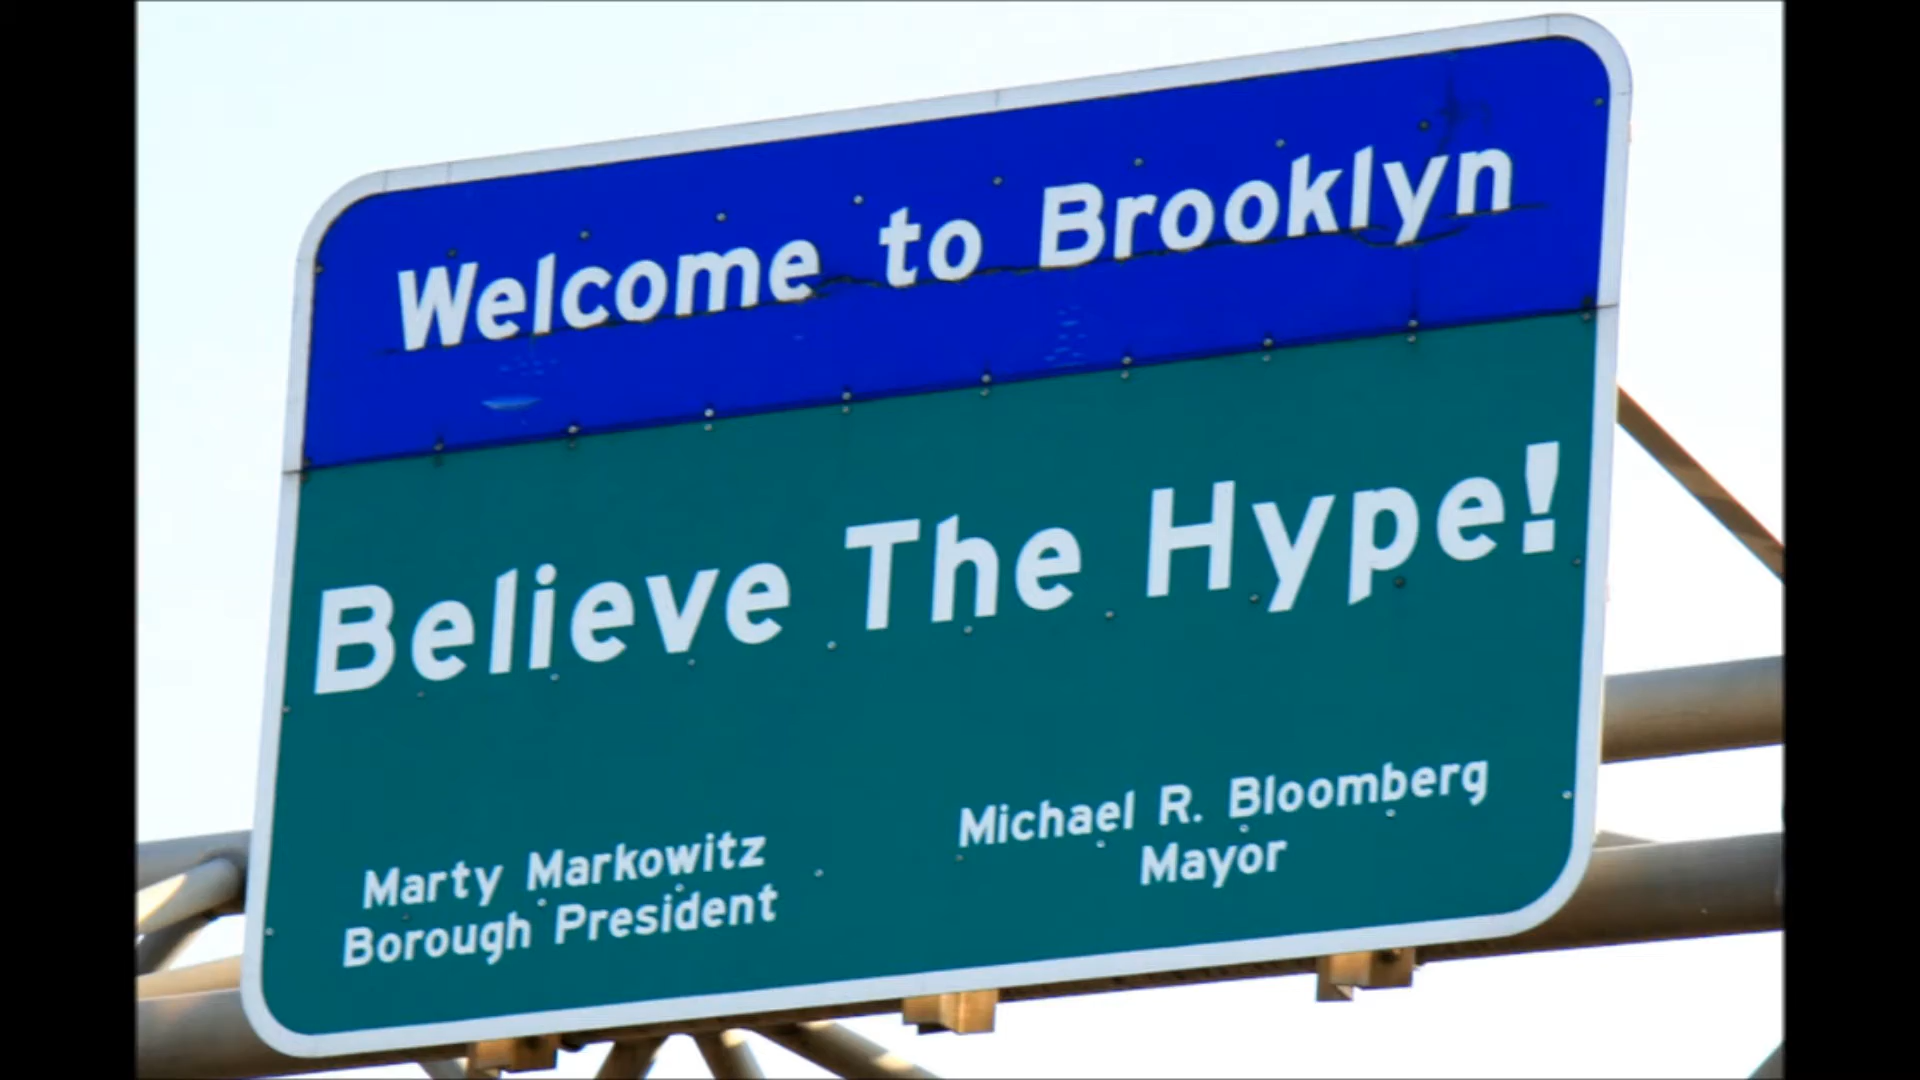 Welcome to Brooklyn
Believe The Hype!
Marty Markowitz
Borough President
Michael R. Bloomberg
Mayor